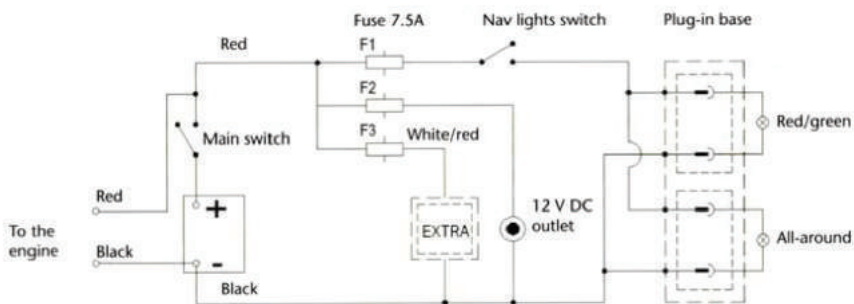 Fuse 7.5A
Nav lights switch
Plug-in base
Red
F1
F2
F3
White/red
Main switch
Red/green
Red
+
To the
engine
EXTRA
12 V DC
outlet
All-around
Black
-
Black